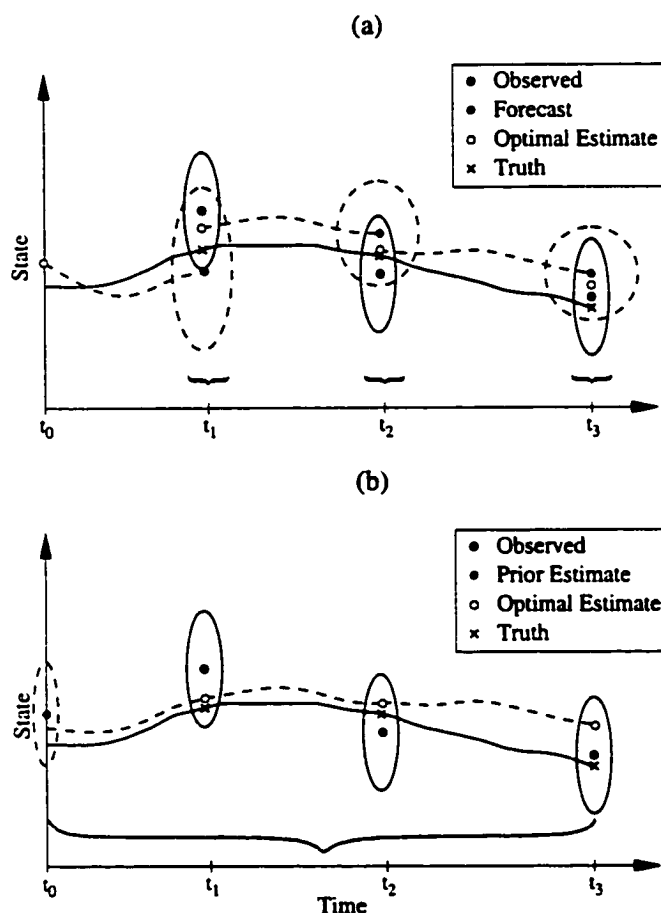 (a)
Observed
Forecast
Optimal Estimate
Truth
State
t0
t1
t2
t3
(b)
Observed
Prior Estimate
Optimal Estimate
Truth
State
t0
t1
t2
t3
Time